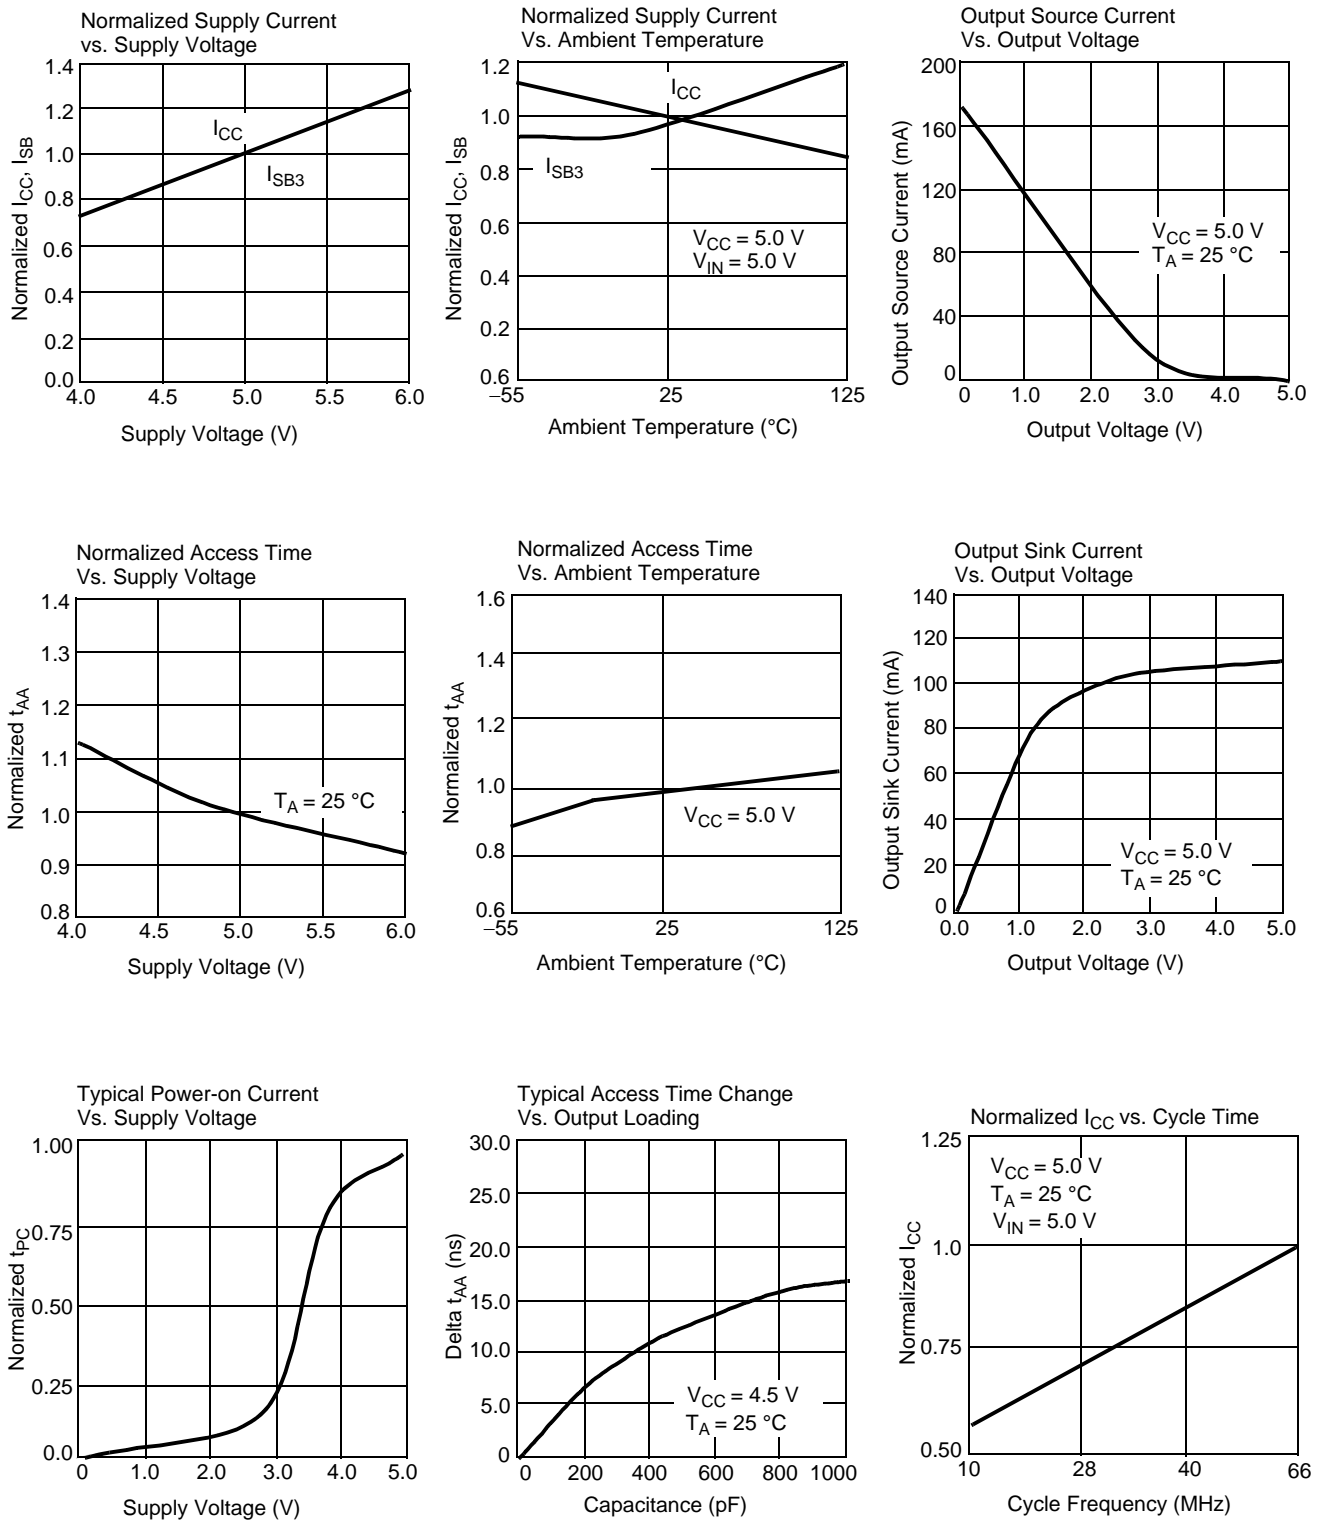 Normalized Supply Current
vs. Supply Voltage
1.4
1.2
1.0
0.8
0.6
0.4
0.2
0.0
4.0 4.5 5.0 5.5 6.0
Normalized ICC, ISB
ICC
ISB3
Supply Voltage (V)
Normalized Supply Current
Vs. Ambient Temperature
1.2
1.0
0.8
0.6
0.4
0.2
0.6
–55 25 125
Normalized ICC, ISB
ICC
ISB3
VCC = 5.0 V
VIN = 5.0 V
Ambient Temperature (°C)
Output Source Current
Vs. Output Voltage
200
160
120
80
40
0
0 1.0 2.0 3.0 4.0 5.0
Output Source Current (mA)
VCC = 5.0 V
TA = 25 °C
Output Voltage (V)
Normalized Access Time
Vs. Supply Voltage
1.4
1.3
1.2
1.1
1.0
0.9
0.8
4.0 4.5 5.0 5.5 6.0
Normalized tAA
TA = 25 °C
Supply Voltage (V)
Normalized Access Time
Vs. Ambient Temperature
1.6
1.4
1.2
1.0
0.8
0.6
–55 25 125
Normalized tAA
VCC = 5.0 V
Ambient Temperature (°C)
Output Sink Current
Vs. Output Voltage
140
120
100
80
60
40
20
0
0.0 1.0 2.0 3.0 4.0 5.0
Output Sink Current (mA)
VCC = 5.0 V
TA = 25 °C
Output Voltage (V)
Typical Power-on Current
Vs. Supply Voltage
1.00
0.75
0.50
0.25
0.0
0 1.0 2.0 3.0 4.0 5.0
Normalized tPC
Supply Voltage (V)
Typical Access Time Change
Vs. Output Loading
30.0
25.0
20.0
15.0
10.0
5.0
0
0 200 400 600 800 1000
Delta tAA (ns)
VCC = 4.5 V
TA = 25 °C
Capacitance (pF)
Normalized ICC vs. Cycle Time
1.25
1.0
0.75
0.50
10 28 40 66
Normalized ICC
VCC = 5.0 V
TA = 25 °C
VIN = 5.0 V
Cycle Frequency (MHz)